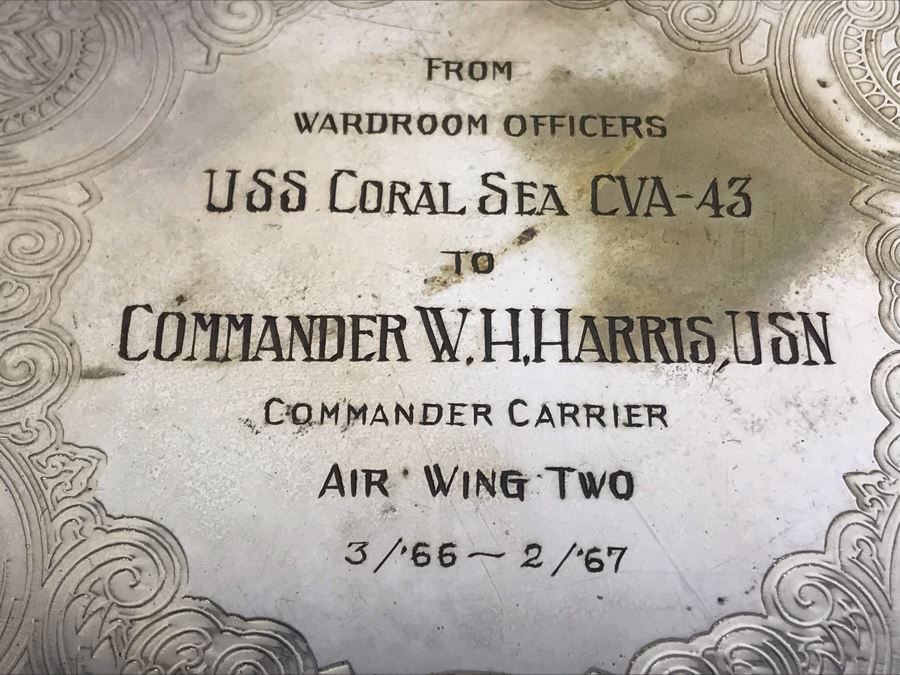 FROM
WARDROOM OFFICERS
USS CORAL SEA CVA-43
TO
COMMANDER W.H.HARRIS,USN
COMMANDER CARRIER
AIR WING TWO
3/'66~2/'67